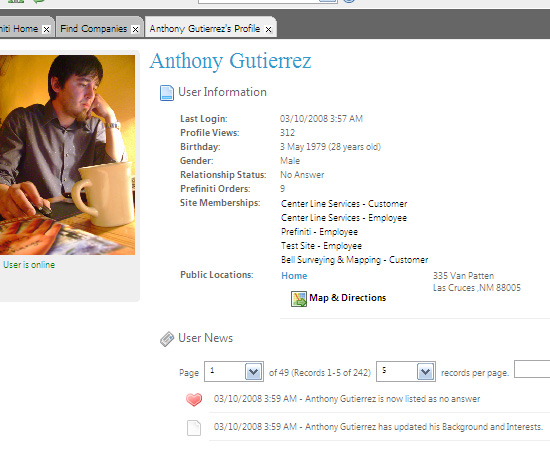 niti Home
Find Companies
Anthony Gutierrez's Profile
Anthony Gutierrez
User Information
Last Login: 03/10/2008 3:57 AM
Profile Views: 312
Birthday: 3 May 1979 (28 years old)
Gender: Male
Relationship Status: No Answer
Prefiniti Orders: 9
Site Memberships: Center Line Services - Customer
Center Line Services - Employee
Prefiniti - Employee
Test Site - Employee
Bell Surveying & Mapping - Customer
User is online
Public Locations: Home 335 Van Patten
Las Cruces ,NM 88005
Map & Directions
User News
Page 1 of 49 (Records 1-5 of 242) 5 records per page.
03/10/2008 3:59 AM - Anthony Gutierrez is now listed as no answer
03/10/2008 3:59 AM - Anthony Gutierrez has updated his Background and Interests.